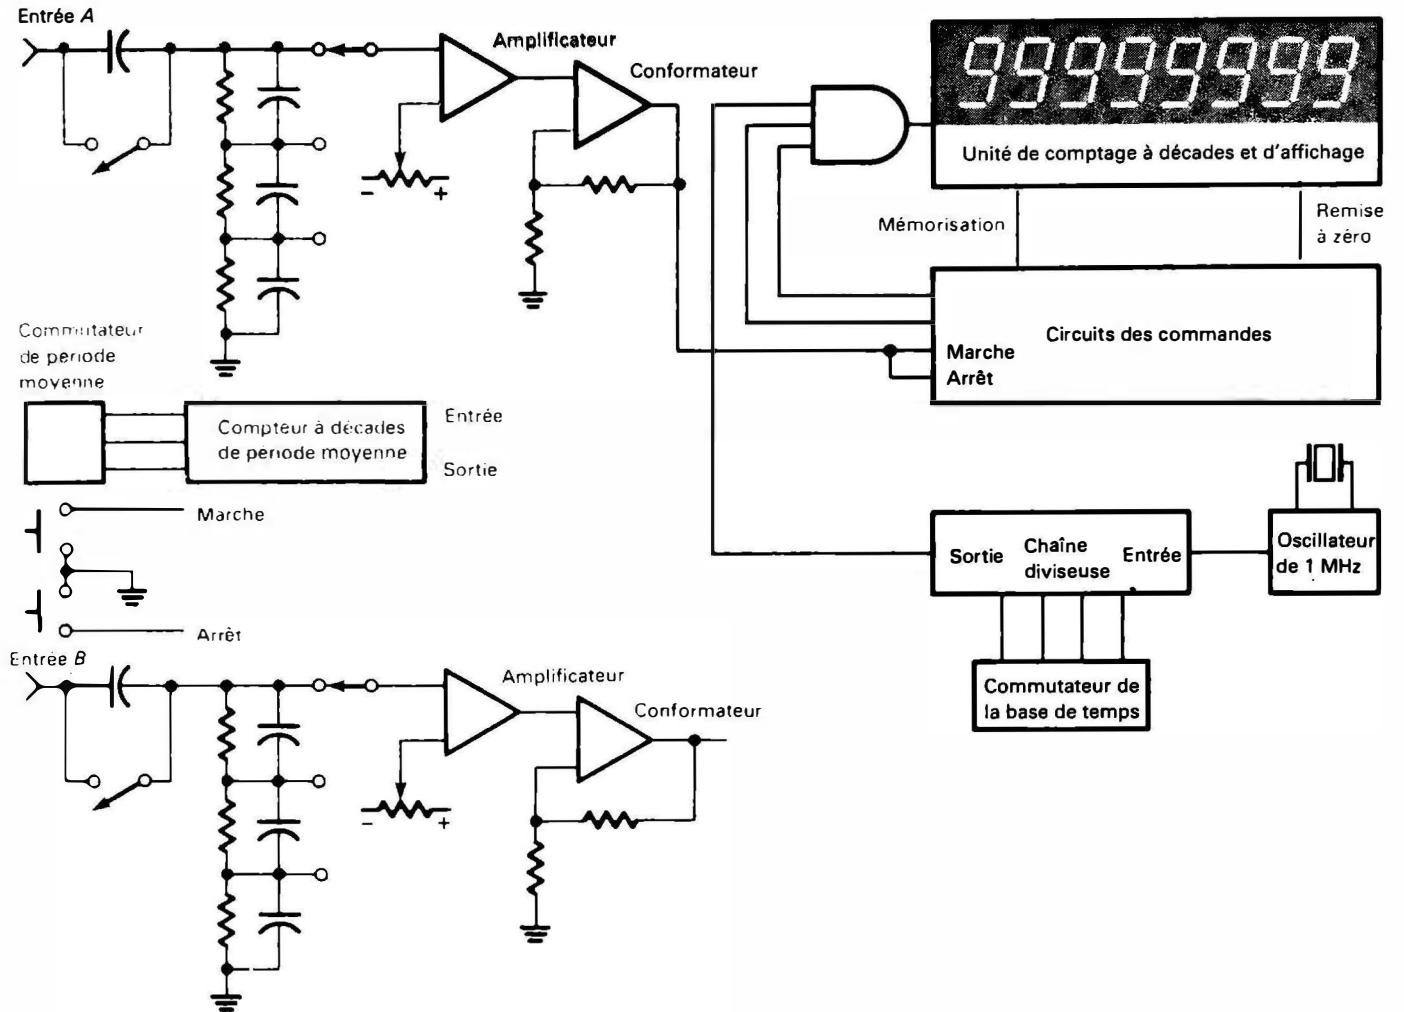 Entrée A
Amplificateur
Conformateur
99999999
Unité de comptage à décades et d'affichage
Mémorisation
Remise
à zéro
- +
Circuits des commandes
Marche
Arrêt
Commutateur
de période
moyenne
Compteur à décades
de période moyenne
Entrée
Sortie
Marche
Arrêt
Sortie
Chaîne
diviseuse
Entrée
Oscillateur
de 1 MHz
Commutateur de
la base de temps
Entrée B
Amplificateur
Conformateur
- +